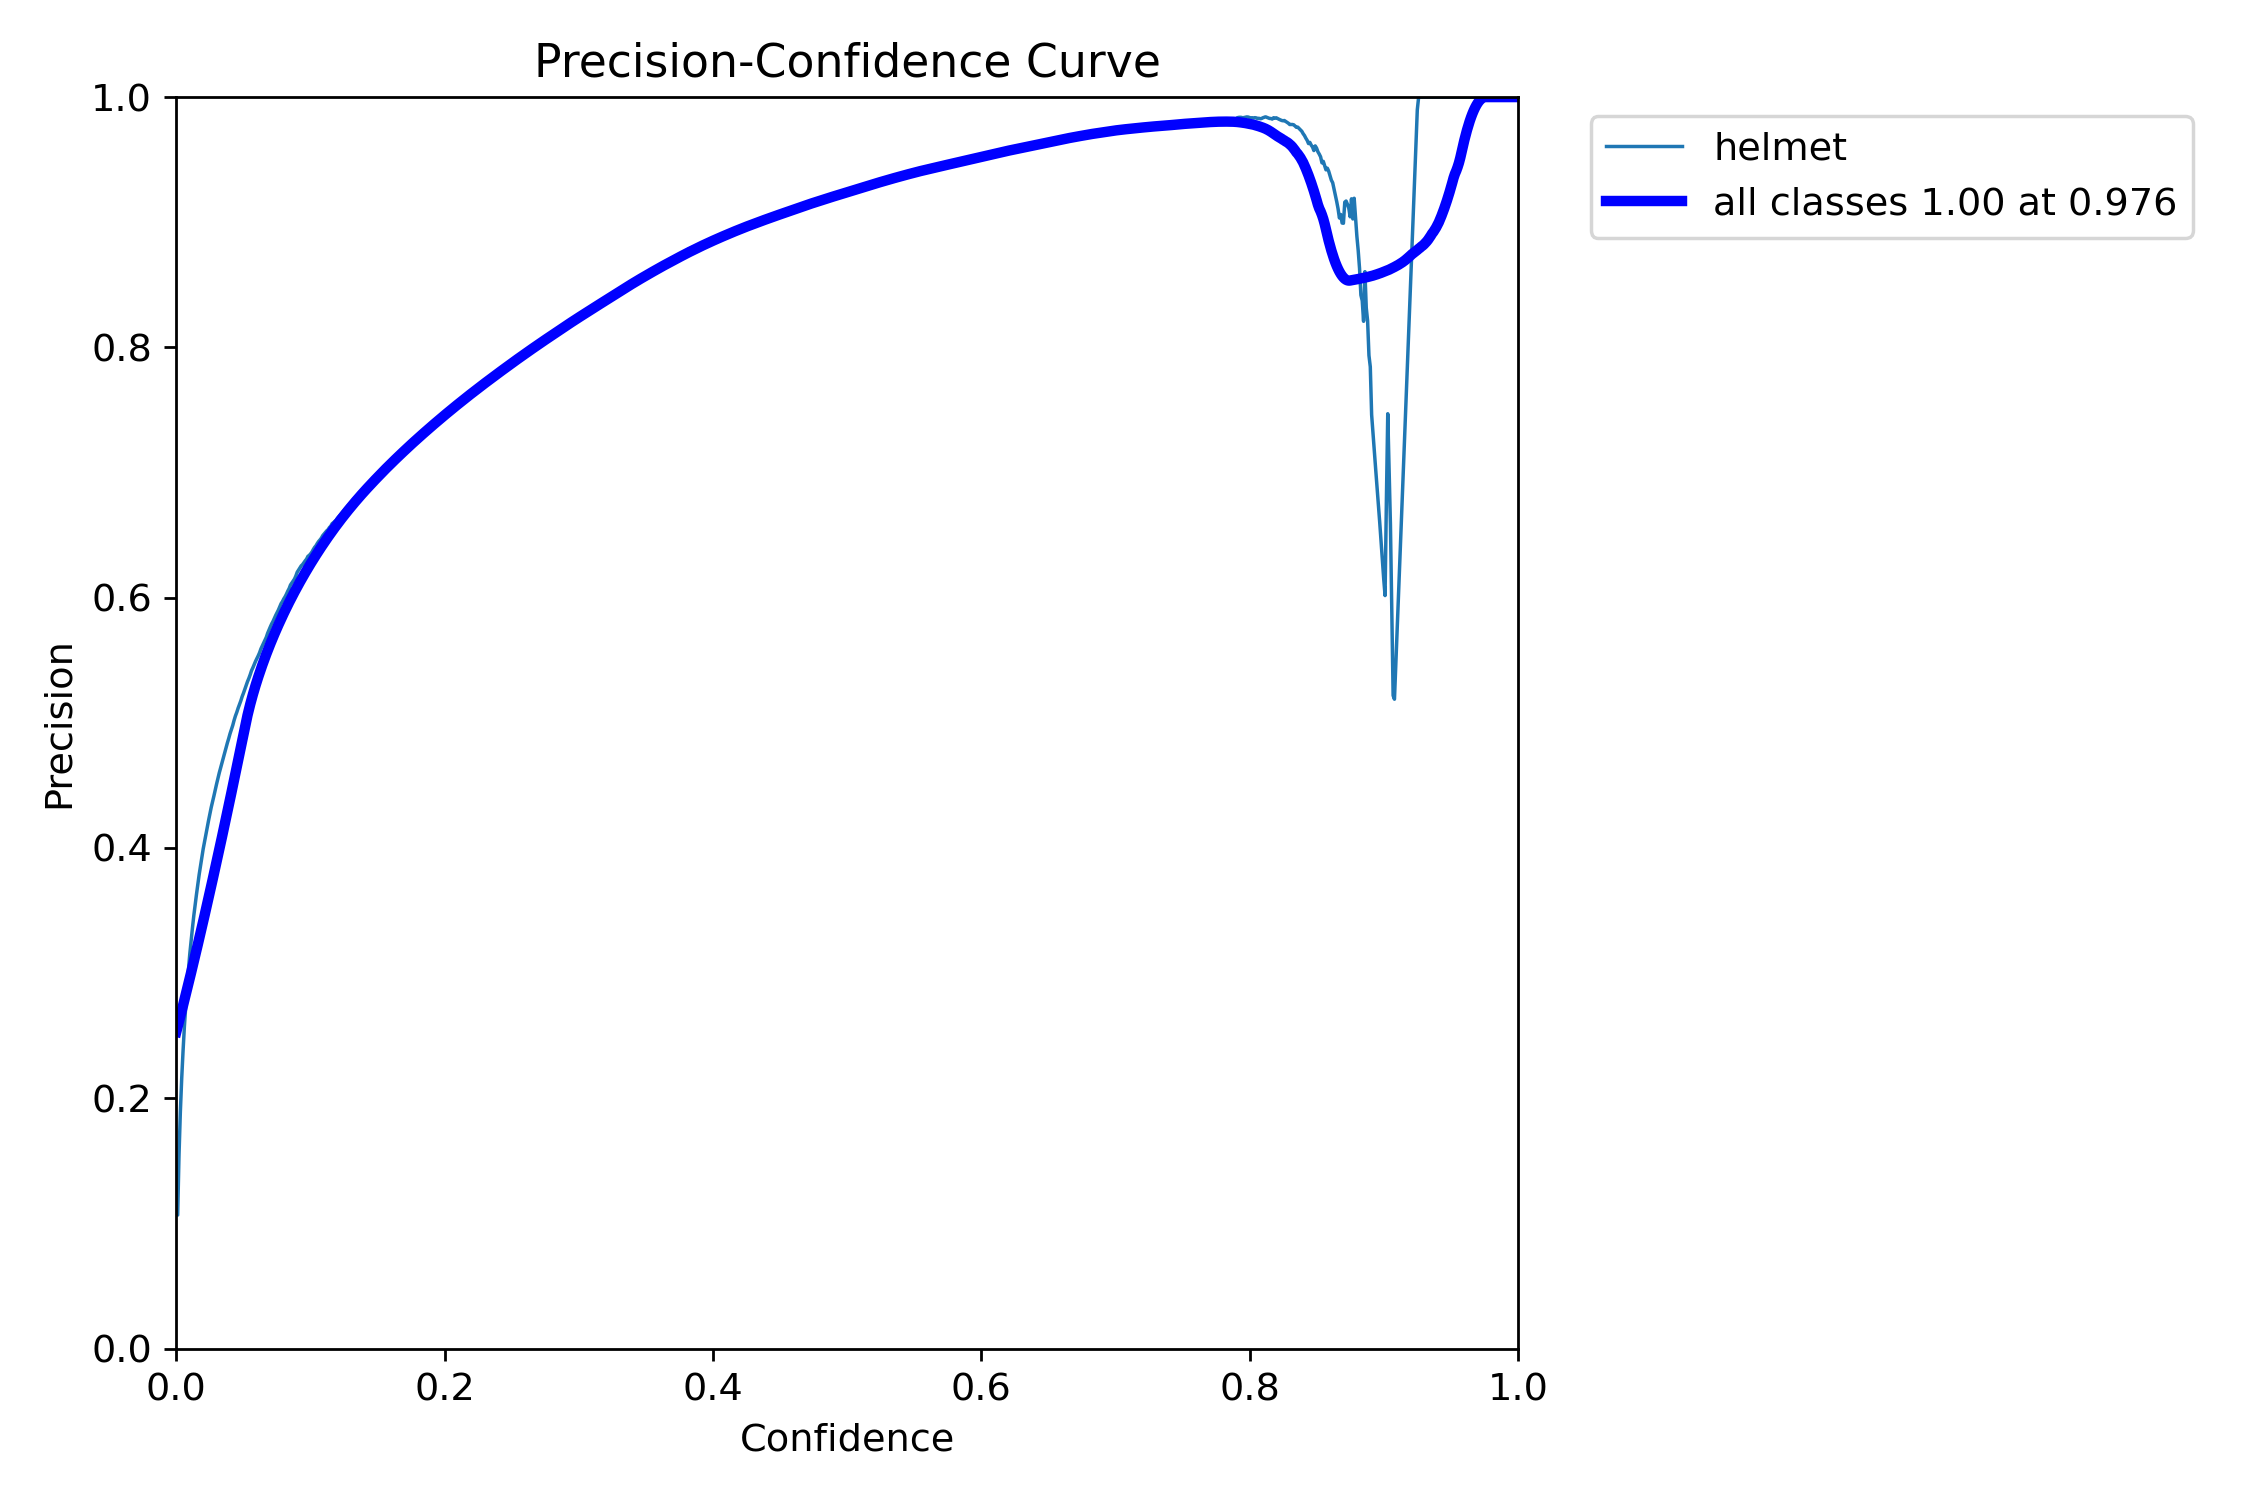 Precision-Confidence Curve
1.0
0.8
0.6
0.4
0.2
0.0
Precision
0.0 0.2 0.4 0.6 0.8 1.0
Confidence
helmet
all classes 1.00 at 0.976